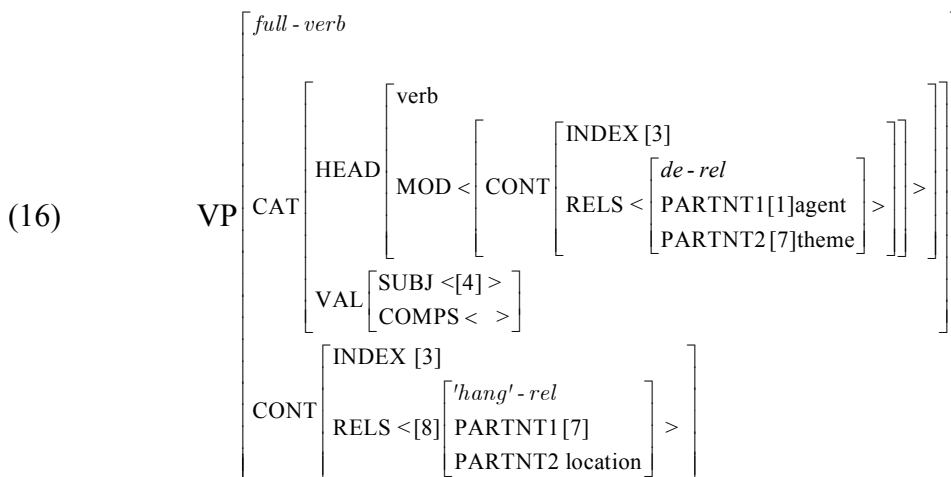 full - verb
verb
INDEX [3]
de - rel
HEAD
MOD < CONT
RELS <
PARTNT1[1]agent
>
>
(16) VP CAT
PARTNT2 [7]theme
SUBJ <[4] >
VAL
COMPS < >
INDEX [3]
'hang' - rel
CONT
RELS <[8] PARTNT1[7] >
PARTNT2 location